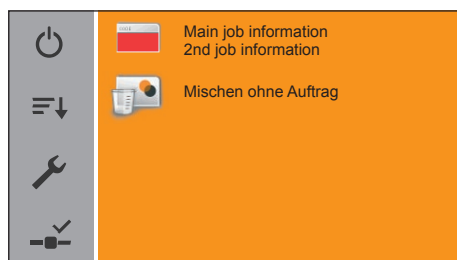 Main job information
2nd job information
Mischen ohne Auftrag